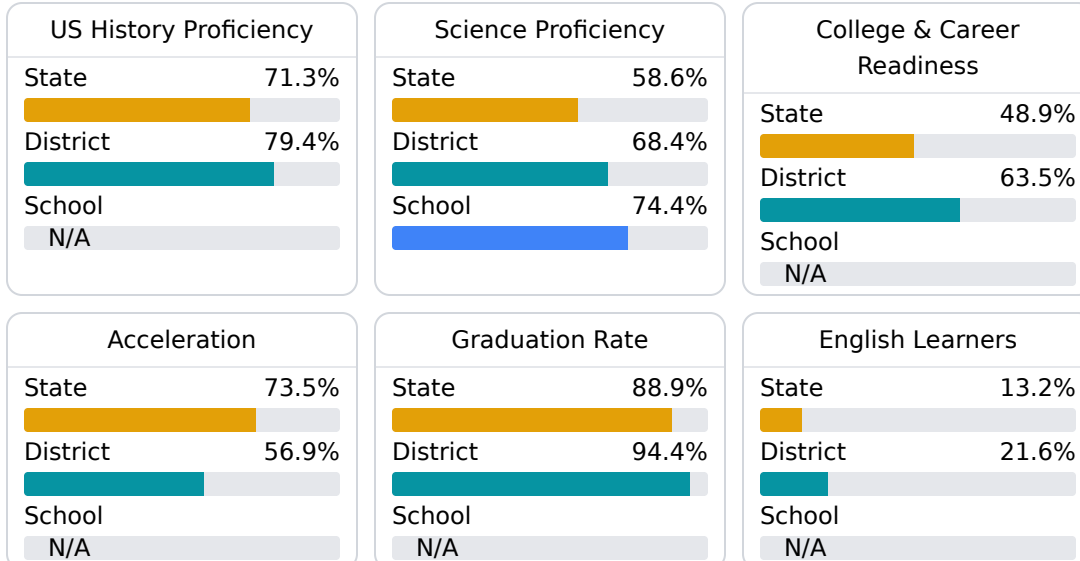 US History Proficiency
State 71.3%
District 79.4%
School
N/A
Science Proficiency
State 58.6%
District 68.4%
School 74.4%
College & Career
Readiness
State 48.9%
District 63.5%
School
N/A
Acceleration
State 73.5%
District 56.9%
School
N/A
Graduation Rate
State 88.9%
District 94.4%
School
N/A
English Learners
State 13.2%
District 21.6%
School
N/A